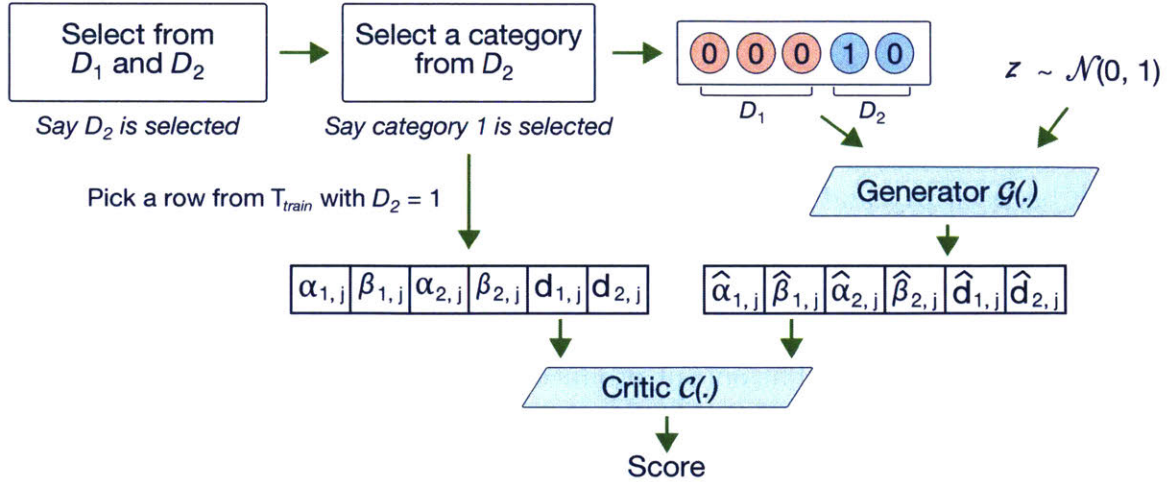 Select from
D₁ and D₂
Say D₂ is selected
Select a category
from D₂
Say category 1 is selected
0 0 0 1 0
D₁ D₂
z ~ 𝒩(0, 1)
Pick a row from T_train with D₂ = 1
Generator 𝒢(.)
α₁,ⱼ β₁,ⱼ α₂,ⱼ β₂,ⱼ d₁,ⱼ d₂,ⱼ
α̂₁,ⱼ β̂₁,ⱼ α̂₂,ⱼ β̂₂,ⱼ d̂₁,ⱼ d̂₂,ⱼ
Critic 𝒞(.)
Score